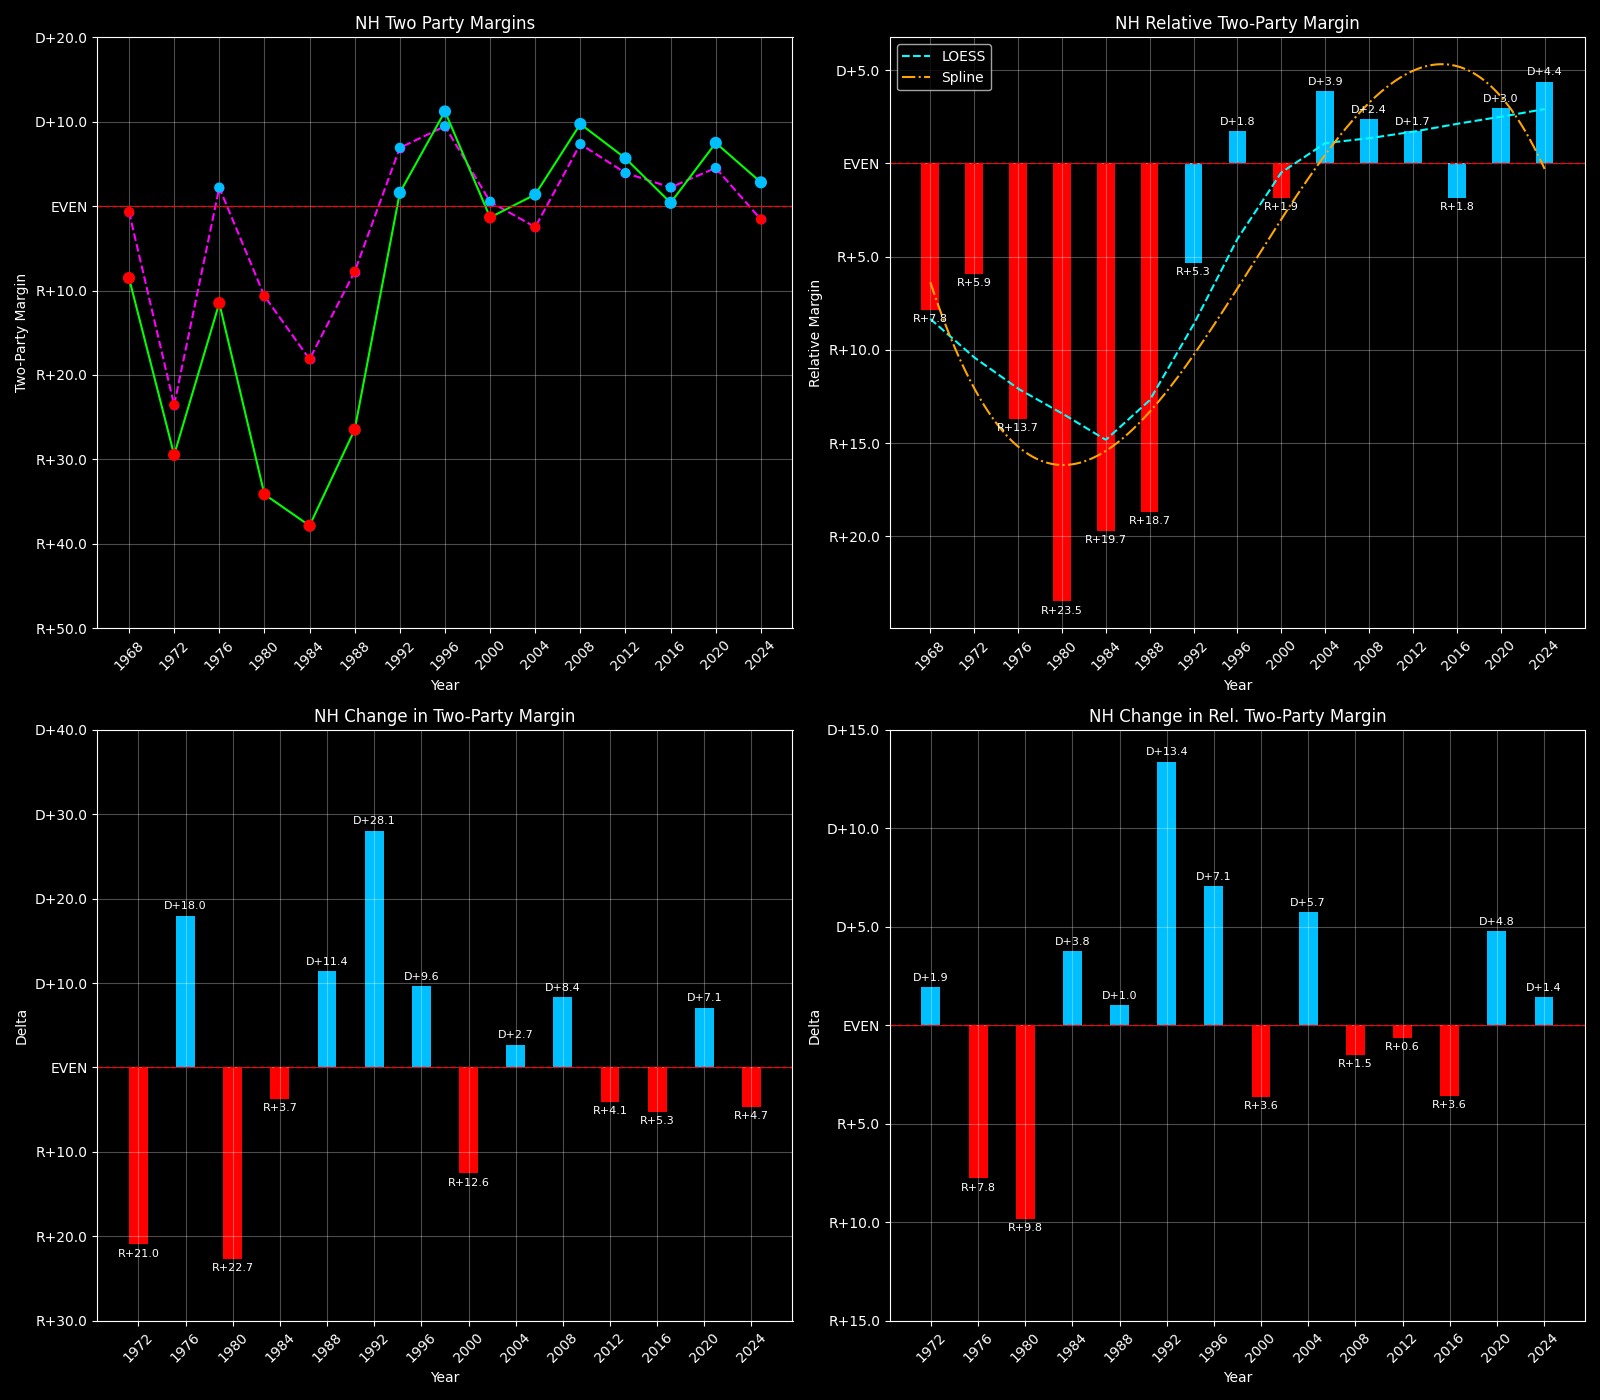 NH Two Party Margins
D+20.0
D+10.0
EVEN
R+10.0
R+20.0
R+30.0
R+40.0
R+50.0
Two-Party Margin
1968 1972 1976 1980 1984 1988 1992 1996 2000 2004 2008 2012 2016 2020 2024
Year
NH Relative Two-Party Margin
LOESS
Spline
D+5.0
EVEN
R+5.0
R+10.0
R+15.0
R+20.0
Relative Margin
R+7.8
R+5.9
R+13.7
R+23.5
R+19.7
R+18.7
R+5.3
D+1.8
R+1.9
D+3.9
D+2.4
D+1.7
R+1.8
D+3.0
D+4.4
1968 1972 1976 1980 1984 1988 1992 1996 2000 2004 2008 2012 2016 2020 2024
Year
NH Change in Two-Party Margin
D+40.0
D+30.0
D+20.0
D+10.0
EVEN
R+10.0
R+20.0
R+30.0
Delta
R+21.0
D+18.0
R+22.7
R+3.7
D+11.4
D+28.1
D+9.6
R+12.6
D+2.7
D+8.4
R+4.1
R+5.3
D+7.1
R+4.7
1972 1976 1980 1984 1988 1992 1996 2000 2004 2008 2012 2016 2020 2024
Year
NH Change in Rel. Two-Party Margin
D+15.0
D+10.0
D+5.0
EVEN
R+5.0
R+10.0
R+15.0
Delta
D+1.9
R+7.8
R+9.8
D+3.8
D+1.0
D+13.4
D+7.1
R+3.6
D+5.7
R+1.5
R+0.6
R+3.6
D+4.8
D+1.4
1972 1976 1980 1984 1988 1992 1996 2000 2004 2008 2012 2016 2020 2024
Year